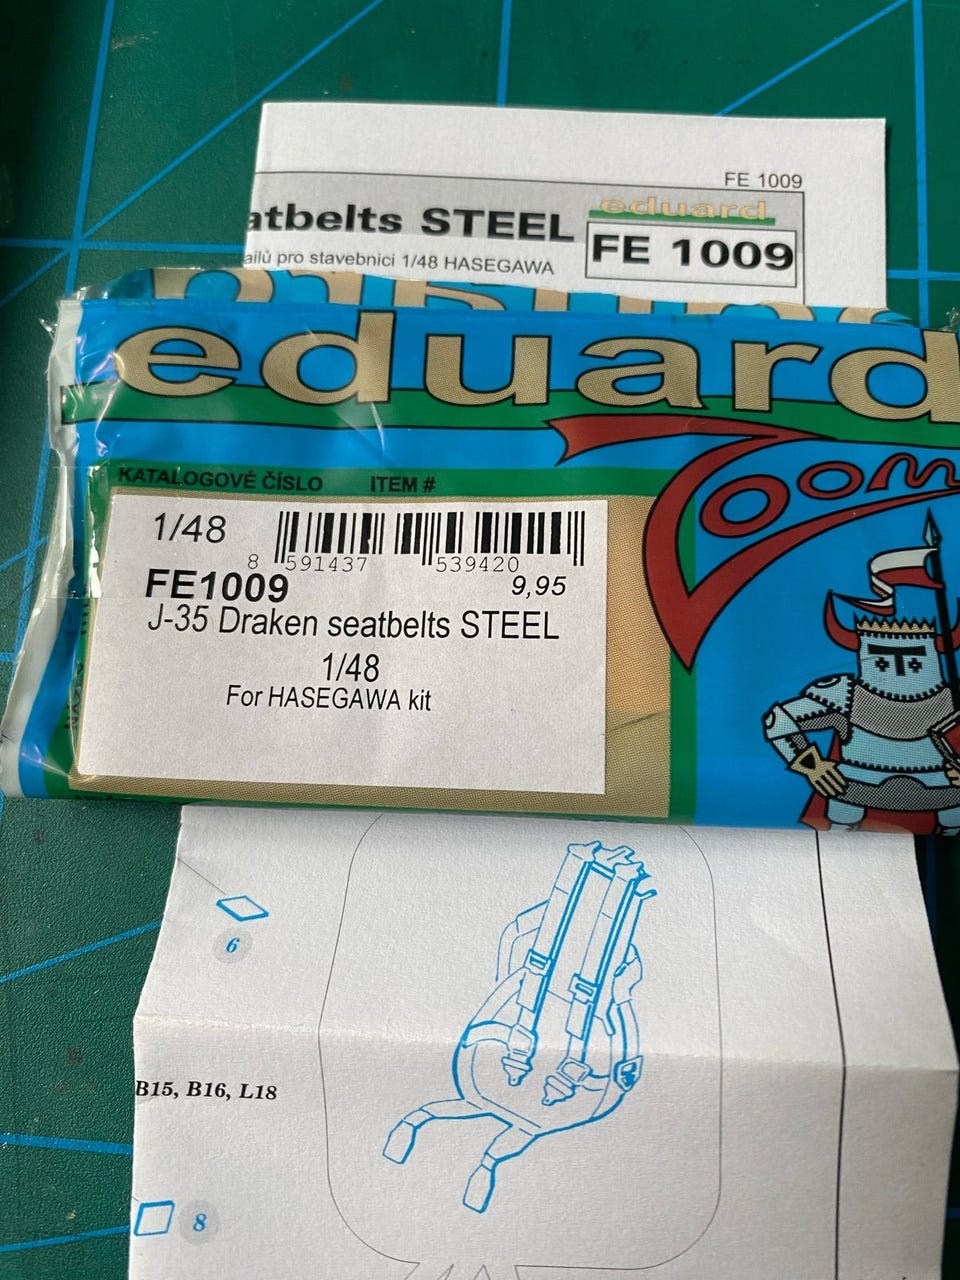 FE 1009
atbelts STEEL
eduard
FE 1009
ailů pro stavebnici 1/48 HASEGAWA
eduard
Zoom
KATALOGOVÉ ČÍSLO ITEM #
1/48
8 591437 539420
FE1009 9,95
J-35 Draken seatbelts STEEL
1/48
For HASEGAWA kit
6
B15, B16, L18
8